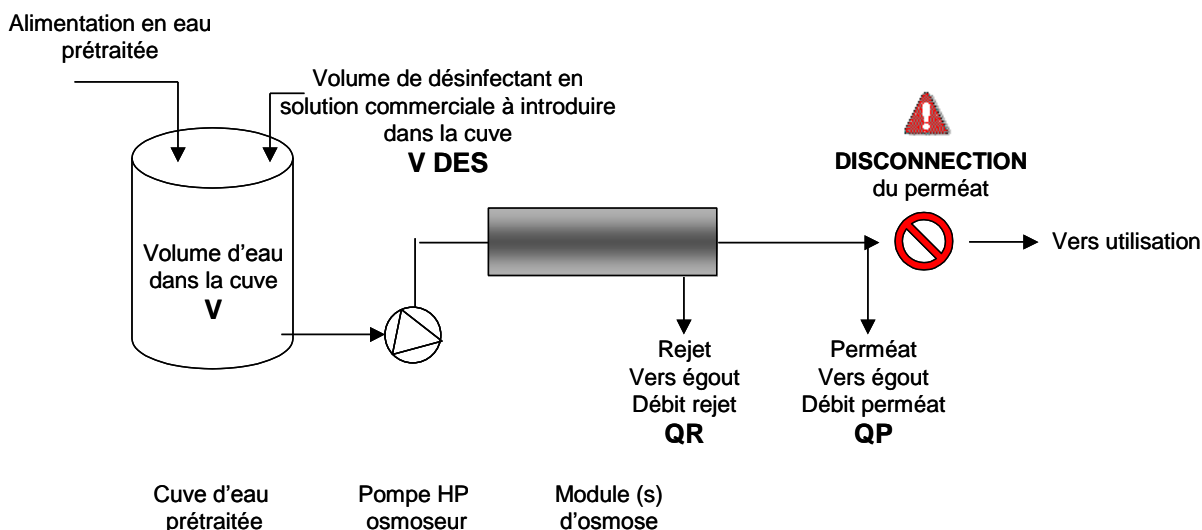 Alimentation en eau
prétraitée
Volume de désinfectant en
solution commerciale à introduire
dans la cuve
V DES
DISCONNECTION
du perméat
Volume d'eau
dans la cuve
V
Vers utilisation
Rejet
Vers égout
Débit rejet
QR
Perméat
Vers égout
Débit perméat
QP
Cuve d'eau
prétraitée
Pompe HP
osmoseur
Module (s)
d'osmose